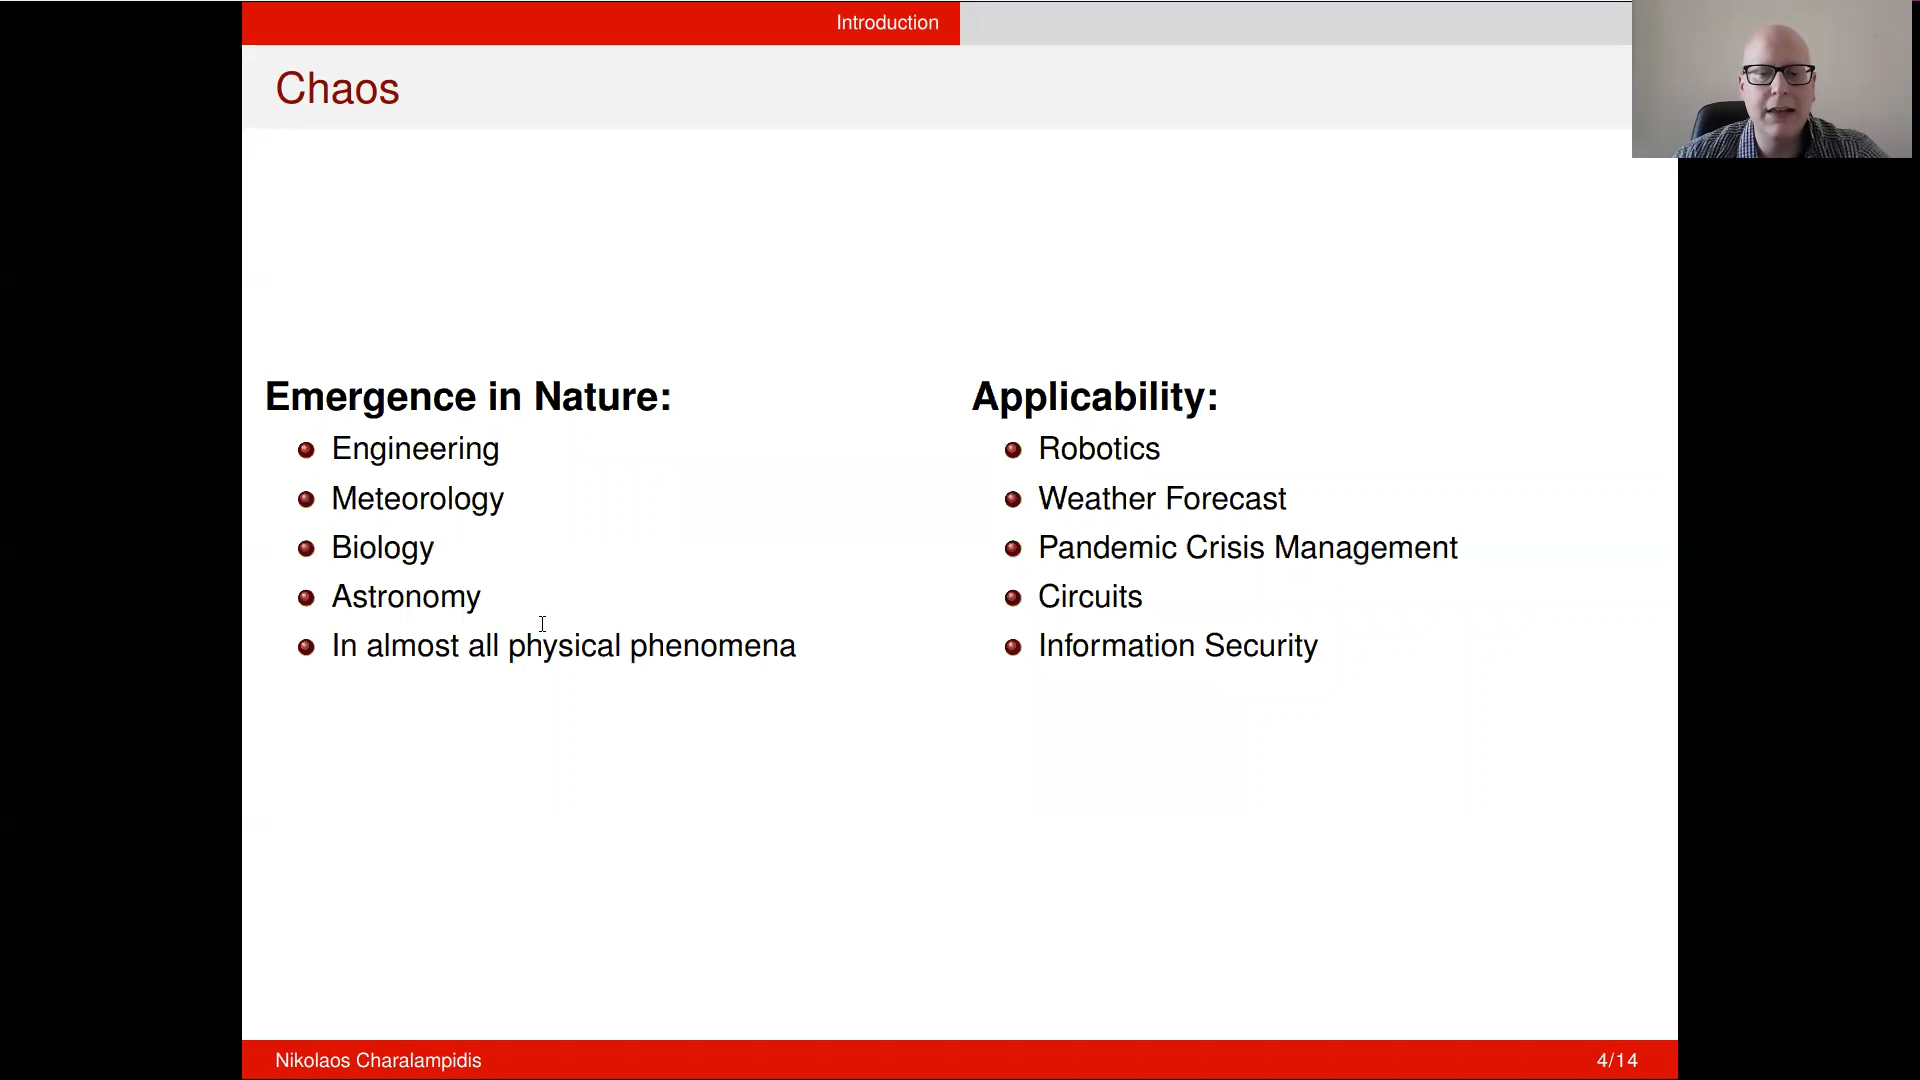 Introduction
Chaos
Emergence in Nature:
Engineering
Meteorology
Biology
Astronomy
In almost all physical phenomena
Applicability:
Robotics
Weather Forecast
Pandemic Crisis Management
Circuits
Information Security
Nikolaos Charalampidis
4/14